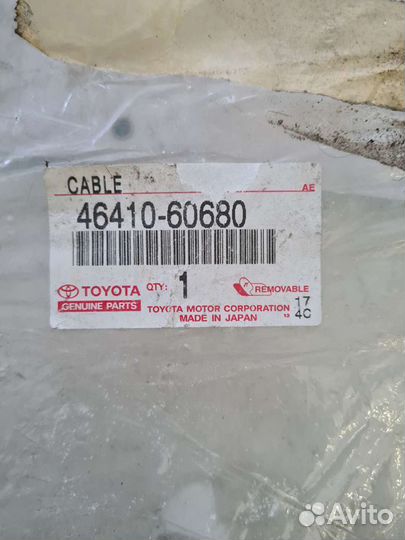 CABLE
AE
46410-60680
TOYOTA QTY: 1 REMOVABLE
GENUINE PARTS
TOYOTA MOTOR CORPORATION 17
MADE IN JAPAN 13 4C
Avito